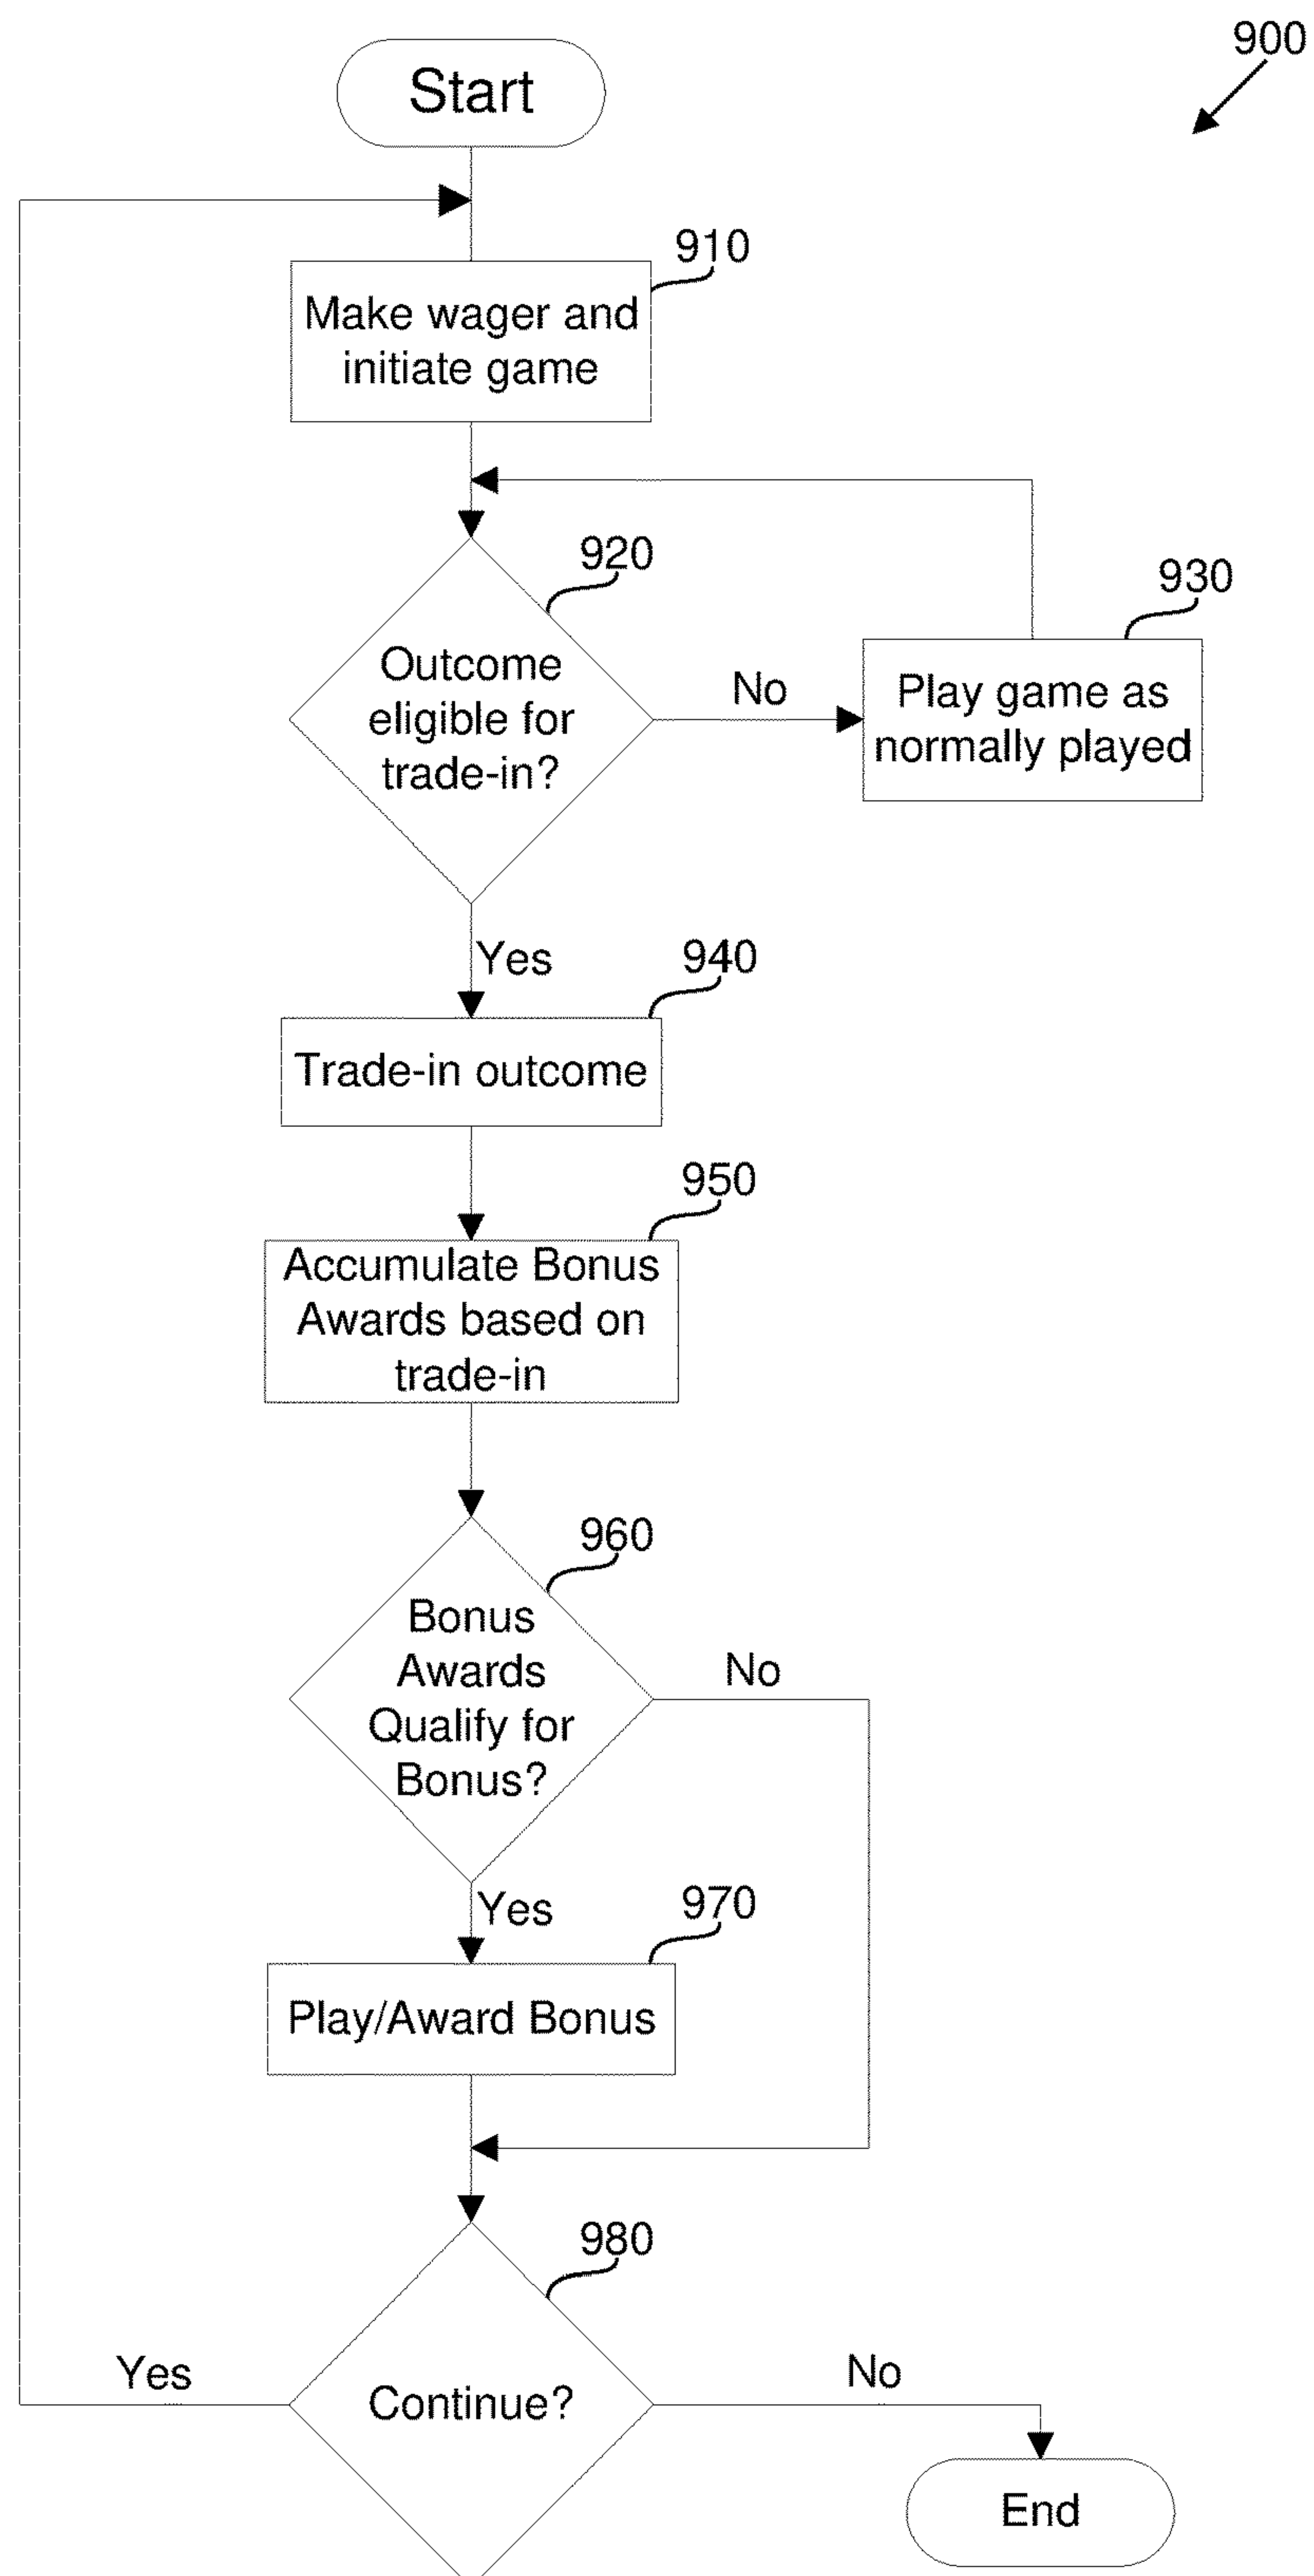 900
Start
910
Make wager and
initiate game
920
Outcome
eligible for
trade-in?
No
930
Play game as
normally played
Yes
940
Trade-in outcome
950
Accumulate Bonus
Awards based on
trade-in
960
Bonus
Awards
Qualify for
Bonus?
No
Yes
970
Play/Award Bonus
980
Continue?
Yes
No
End